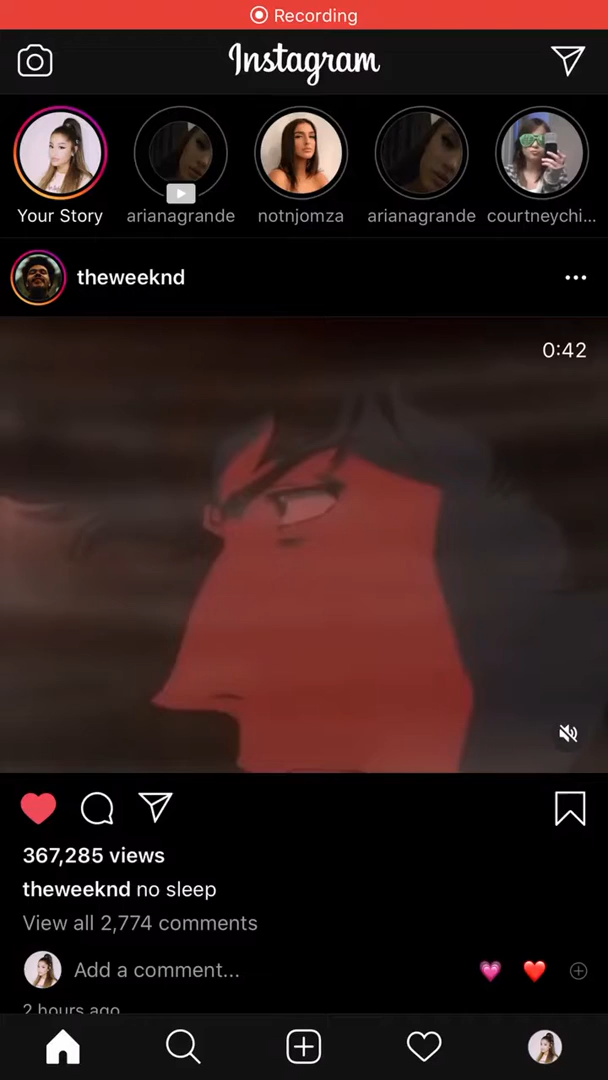 Recording
Instagram
Your Story
arianagrande
notnjomza
arianagrande
courtneychi...
theweeknd
0:42
367,285 views
theweeknd no sleep
View all 2,774 comments
Add a comment...
2 hours ago